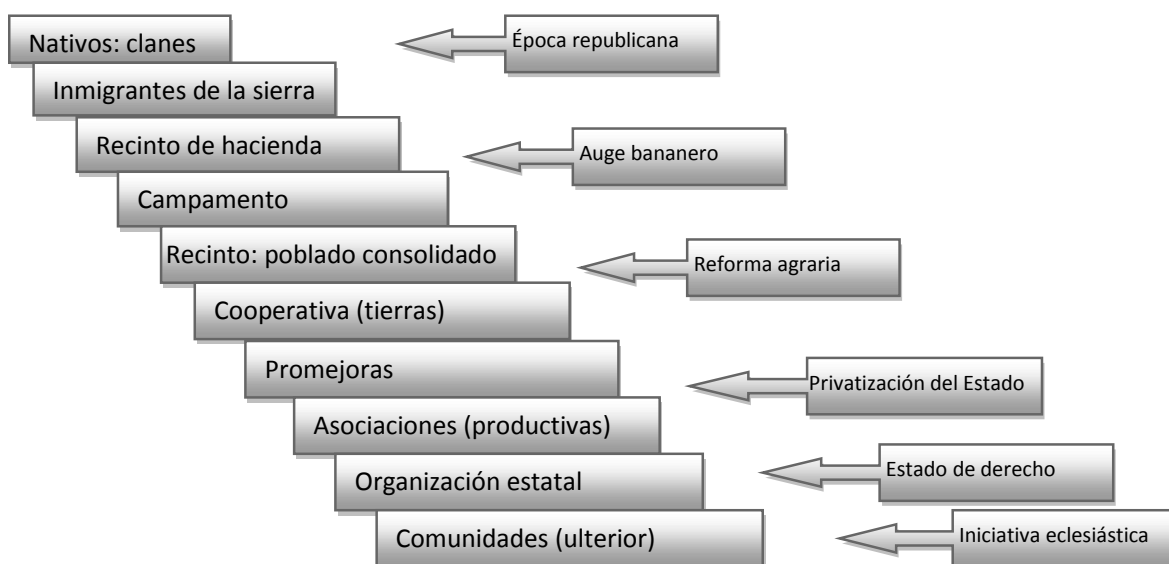 Nativos: clanes
Época republicana
Inmigrantes de la sierra
Recinto de hacienda
Auge bananero
Campamento
Recinto: poblado consolidado
Reforma agraria
Cooperativa (tierras)
Promejoras
Privatización del Estado
Asociaciones (productivas)
Organización estatal
Estado de derecho
Comunidades (ulterior)
Iniciativa eclesiástica